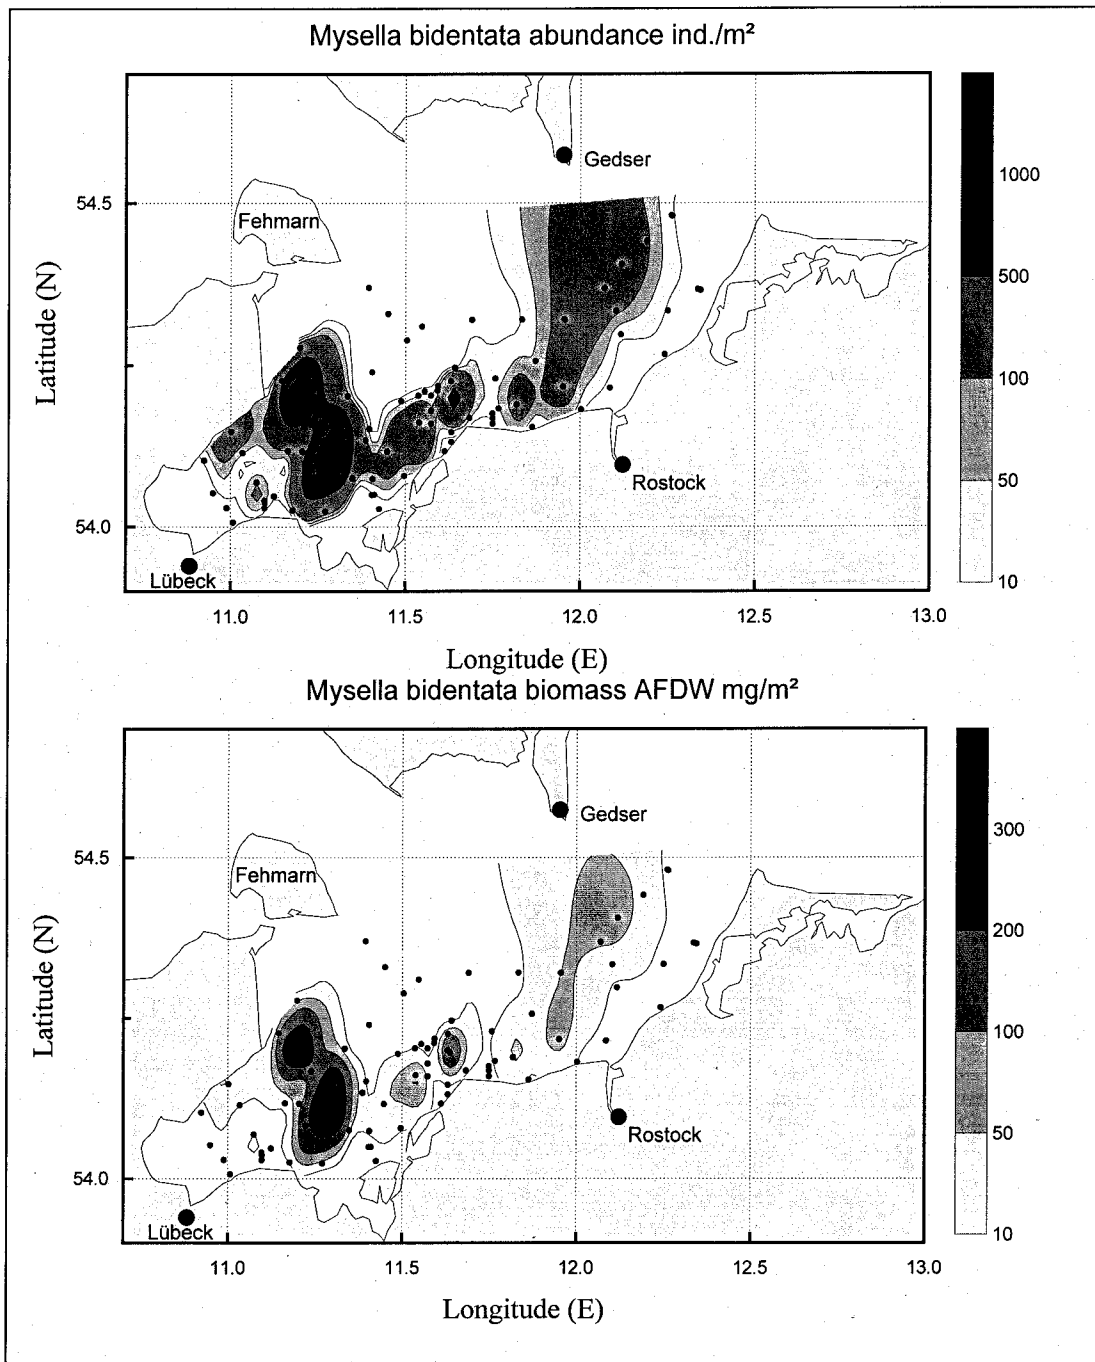 Mysella bidentata abundance ind./m²
Gedser
1000
54.5
Fehmarn
500
Latitude (N)
100
Rostock
50
54.0
Lübeck
10
11.0 11.5 12.0 12.5 13.0
Longitude (E)
Mysella bidentata biomass AFDW mg/m²
Gedser
300
54.5
Fehmarn
200
Latitude (N)
100
Rostock
50
54.0
Lübeck
10
11.0 11.5 12.0 12.5 13.0
Longitude (E)